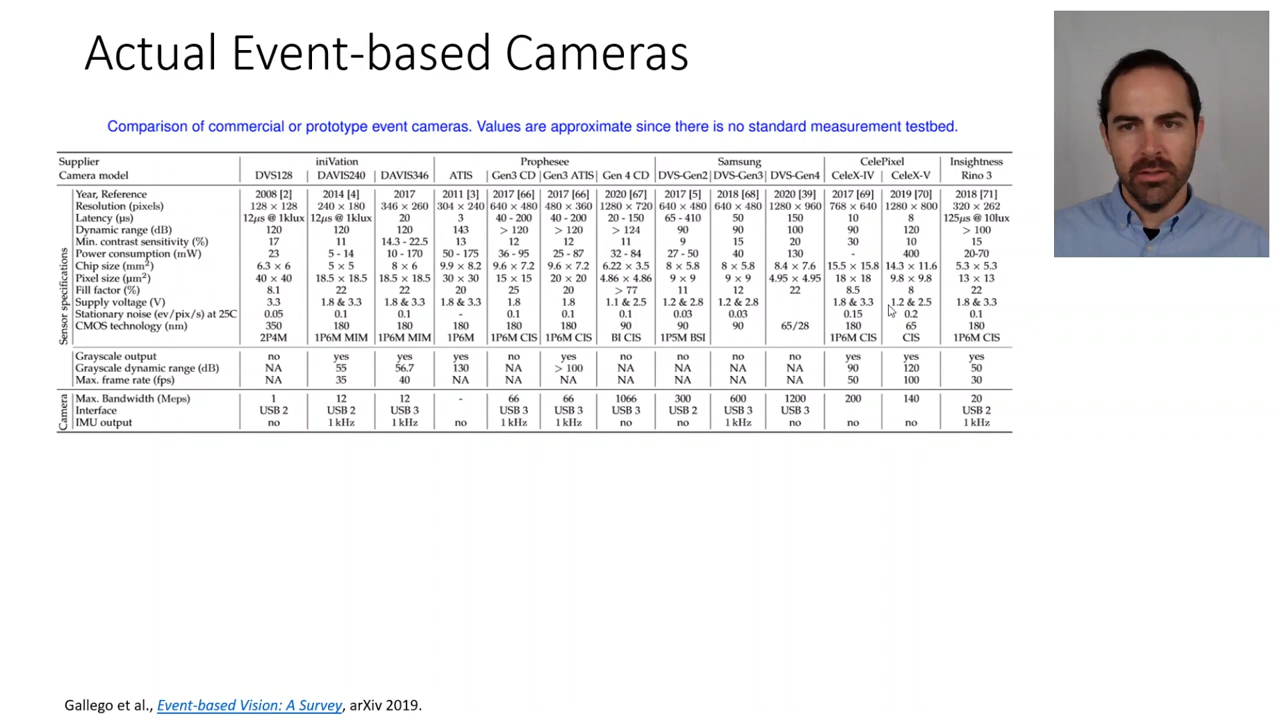 Actual Event-based Cameras
Comparison of commercial or prototype event cameras. Values are approximate since there is no standard measurement testbed.
Supplier iniVation Prophesee Samsung CelePixel Insightness
Camera model DVS128 DAVIS240 DAVIS346 ATIS Gen3 CD Gen3 ATIS Gen 4 CD DVS-Gen2 DVS-Gen3 DVS-Gen4 CeleX-IV CeleX-V Rino 3
Sensor specifications
Year, Reference 2008 [2] 2014 [4] 2017 2011 [3] 2017 [66] 2017 [66] 2020 [67] 2017 [5] 2018 [68] 2020 [39] 2017 [69] 2019 [70] 2018 [71]
Resolution (pixels) 128 × 128 240 × 180 346 × 260 304 × 240 640 × 480 480 × 360 1280 × 720 640 × 480 640 × 480 1280 × 960 768 × 640 1280 × 800 320 × 262
Latency (μs) 12μs @ 1klux 12μs @ 1klux 20 3 40 - 200 40 - 200 20 - 150 65 - 410 50 150 10 8 125μs @ 10lux
Dynamic range (dB) 120 120 120 143 > 120 > 120 > 124 90 90 100 90 120 > 100
Min. contrast sensitivity (%) 17 11 14.3 - 22.5 13 12 12 11 9 15 20 30 10 15
Power consumption (mW) 23 5 - 14 10 - 170 50 - 175 36 - 95 25 - 87 32 - 84 27 - 50 40 130 - 400 20-70
Chip size (mm²) 6.3 × 6 5 × 5 8 × 6 9.9 × 8.2 9.6 × 7.2 9.6 × 7.2 6.22 × 3.5 8 × 5.8 8 × 5.8 8.4 × 7.6 15.5 × 15.8 14.3 × 11.6 5.3 × 5.3
Pixel size (μm²) 40 × 40 18.5 × 18.5 18.5 × 18.5 30 × 30 15 × 15 20 × 20 4.86 × 4.86 9 × 9 9 × 9 4.95 × 4.95 18 × 18 9.8 × 9.8 13 × 13
Fill factor (%) 8.1 22 22 20 25 20 > 77 11 12 22 8.5 8 22
Supply voltage (V) 3.3 1.8 & 3.3 1.8 & 3.3 1.8 & 3.3 1.8 1.8 1.1 & 2.5 1.2 & 2.8 1.2 & 2.8 1.8 & 3.3 1.2 & 2.5 1.8 & 3.3
Stationary noise (ev/pix/s) at 25C 0.05 0.1 0.1 - 0.1 0.1 0.1 0.03 0.03 0.15 0.2 0.1
CMOS technology (nm) 350 180 180 180 180 180 90 90 90 65/28 180 65 180
2P4M 1P6M MIM 1P6M MIM 1P6M 1P6M CIS 1P6M CIS BI CIS 1P5M BSI 1P6M CIS CIS 1P6M CIS
Grayscale output no yes yes yes no yes no no no no yes yes yes
Grayscale dynamic range (dB) NA 55 56.7 130 NA > 100 NA NA NA NA 90 120 50
Max. frame rate (fps) NA 35 40 NA NA NA NA NA NA NA 50 100 30
Camera
Max. Bandwidth (Meps) 1 12 12 - 66 66 1066 300 600 1200 200 140 20
Interface USB 2 USB 2 USB 3 USB 3 USB 3 USB 3 USB 2 USB 3 USB 3 USB 2
IMU output no 1 kHz 1 kHz no 1 kHz 1 kHz no no 1 kHz no no no 1 kHz
Gallego et al., Event-based Vision: A Survey, arXiv 2019.